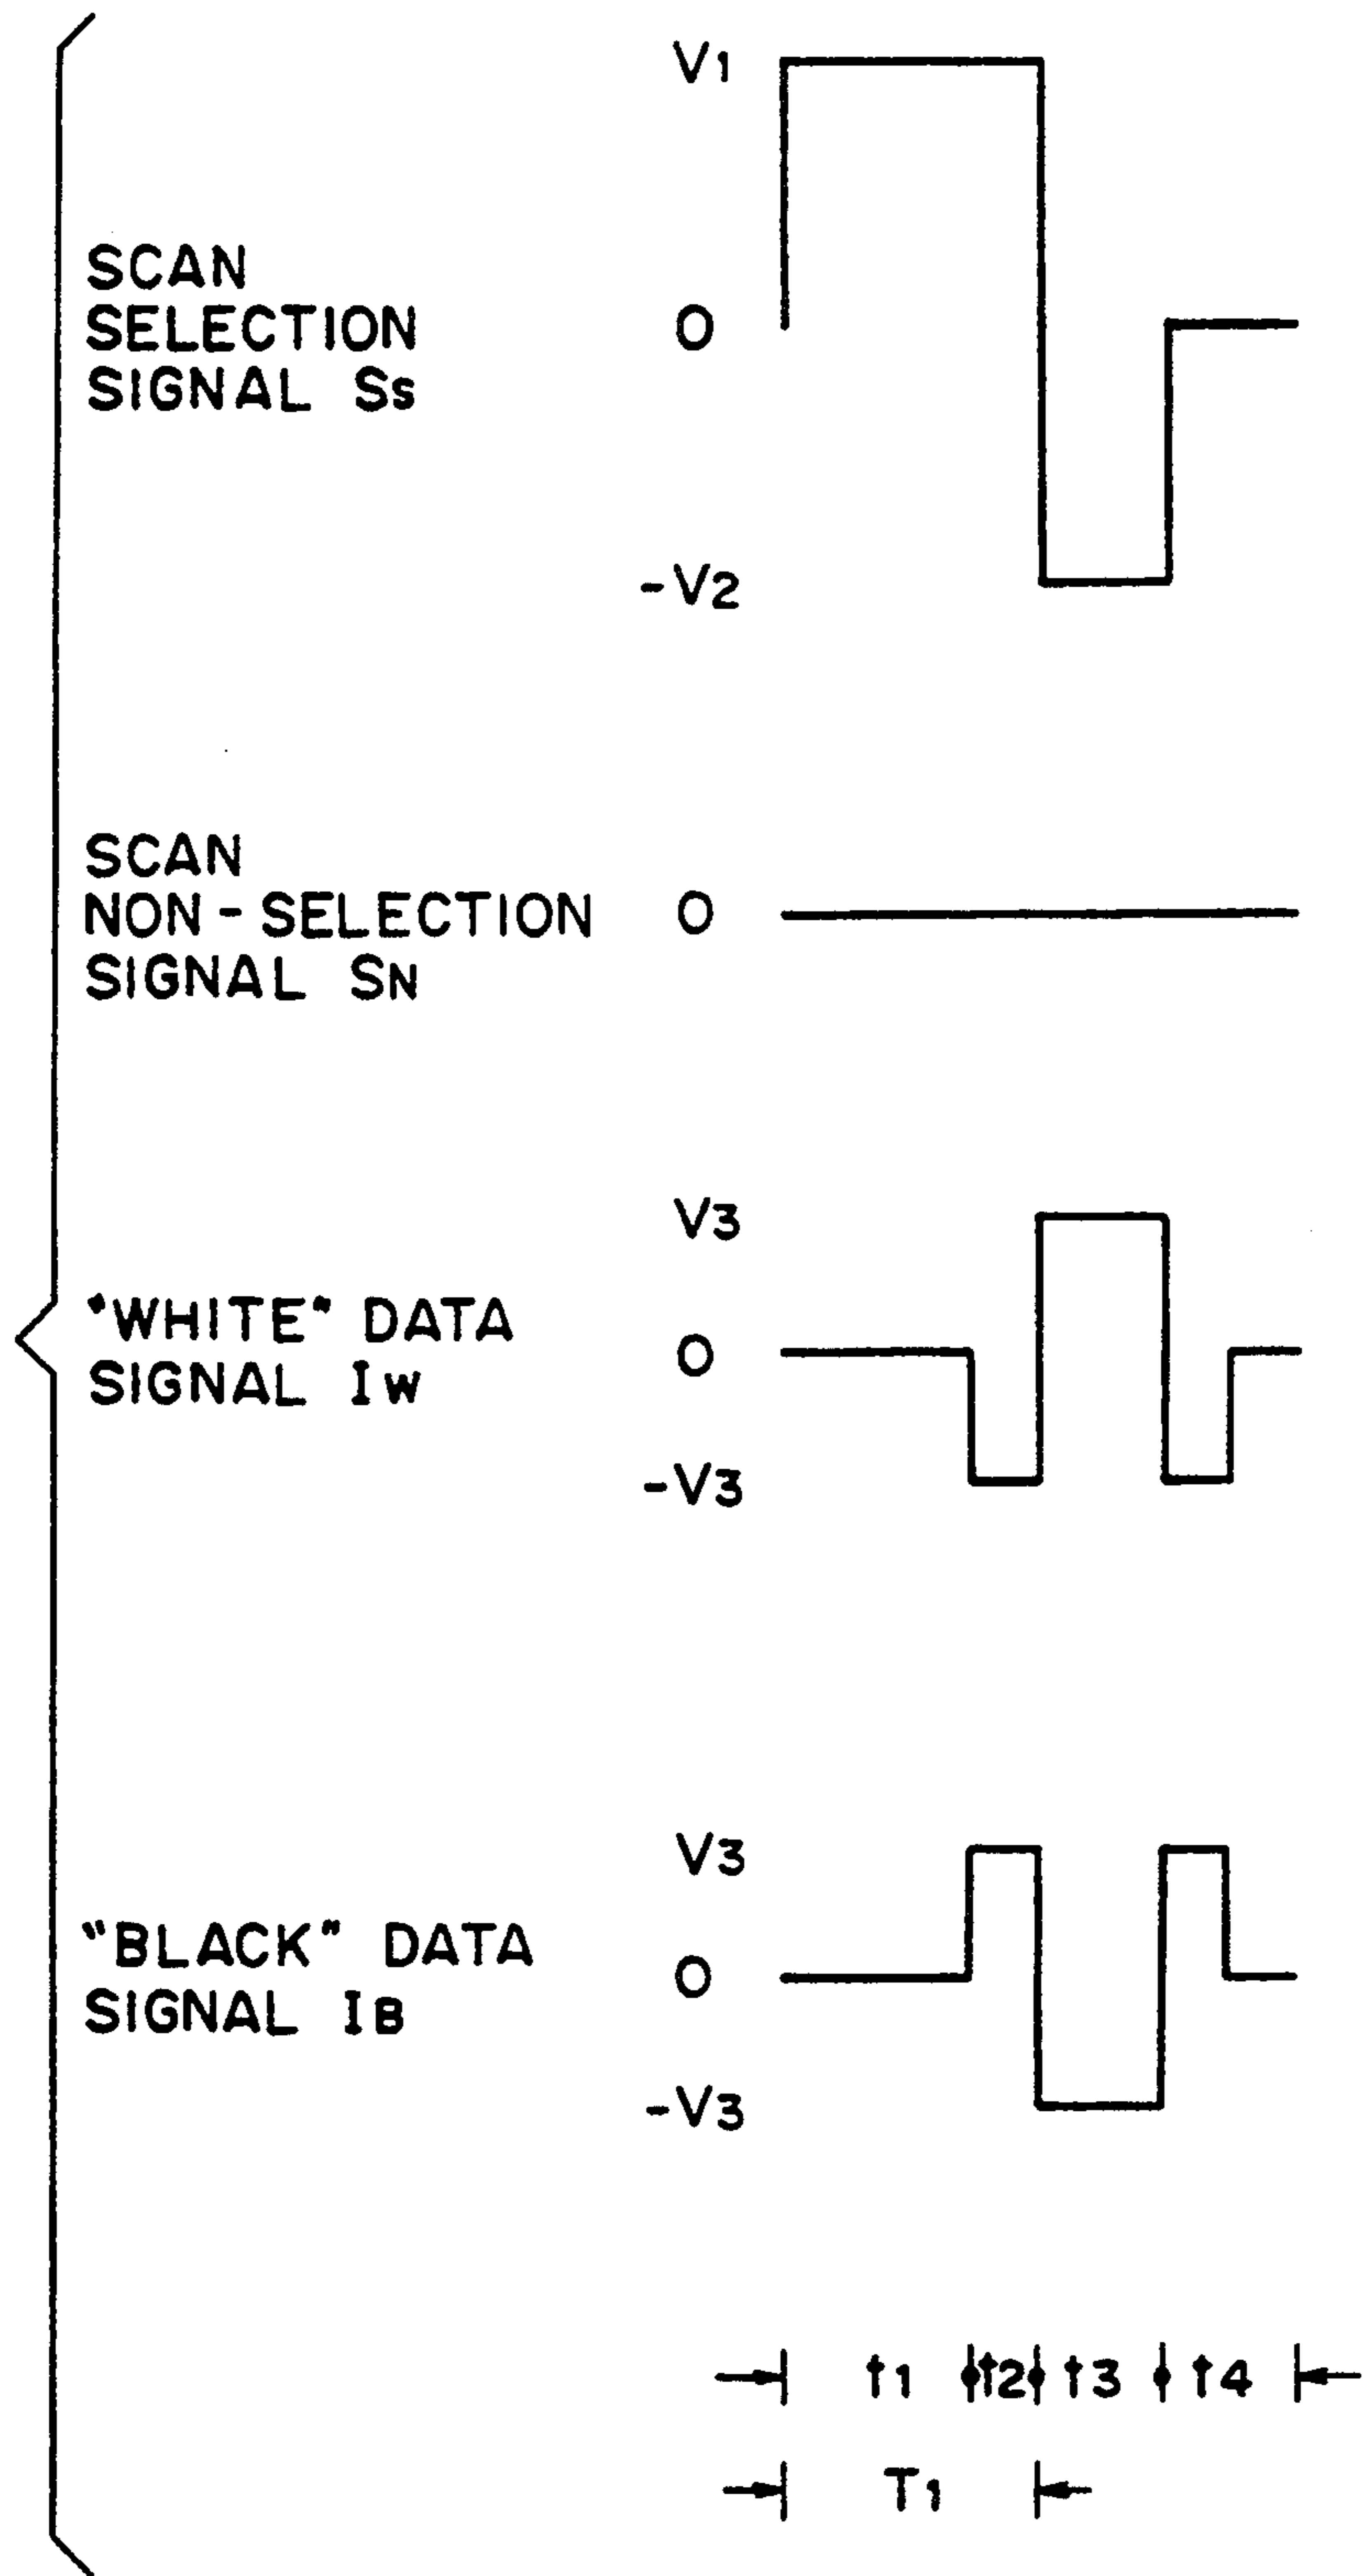 V1
SCAN
SELECTION
SIGNAL Ss
0
-V2
SCAN
NON-SELECTION
SIGNAL SN
0
V3
"WHITE" DATA
SIGNAL IW
0
-V3
V3
"BLACK" DATA
SIGNAL IB
0
-V3
t1 t2 t3 t4
T1